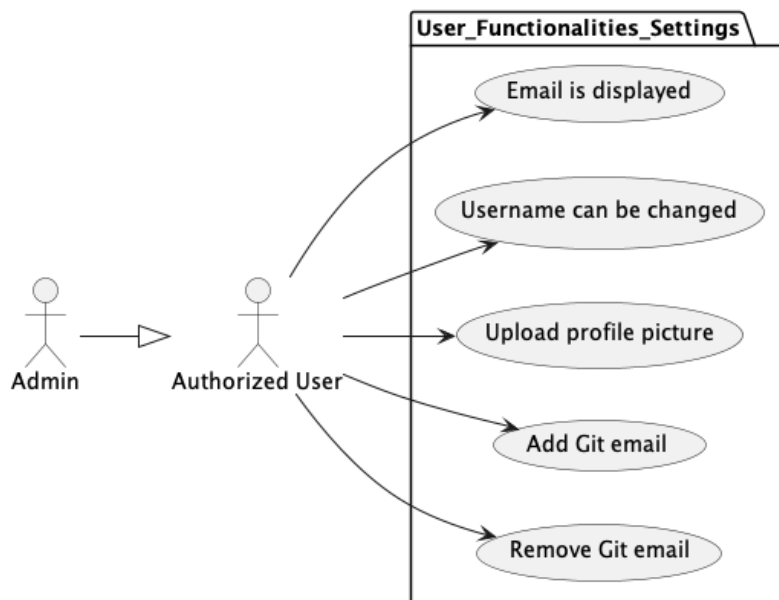 User_Functionalities_Settings
Email is displayed
Username can be changed
Upload profile picture
Admin
Authorized User
Add Git email
Remove Git email